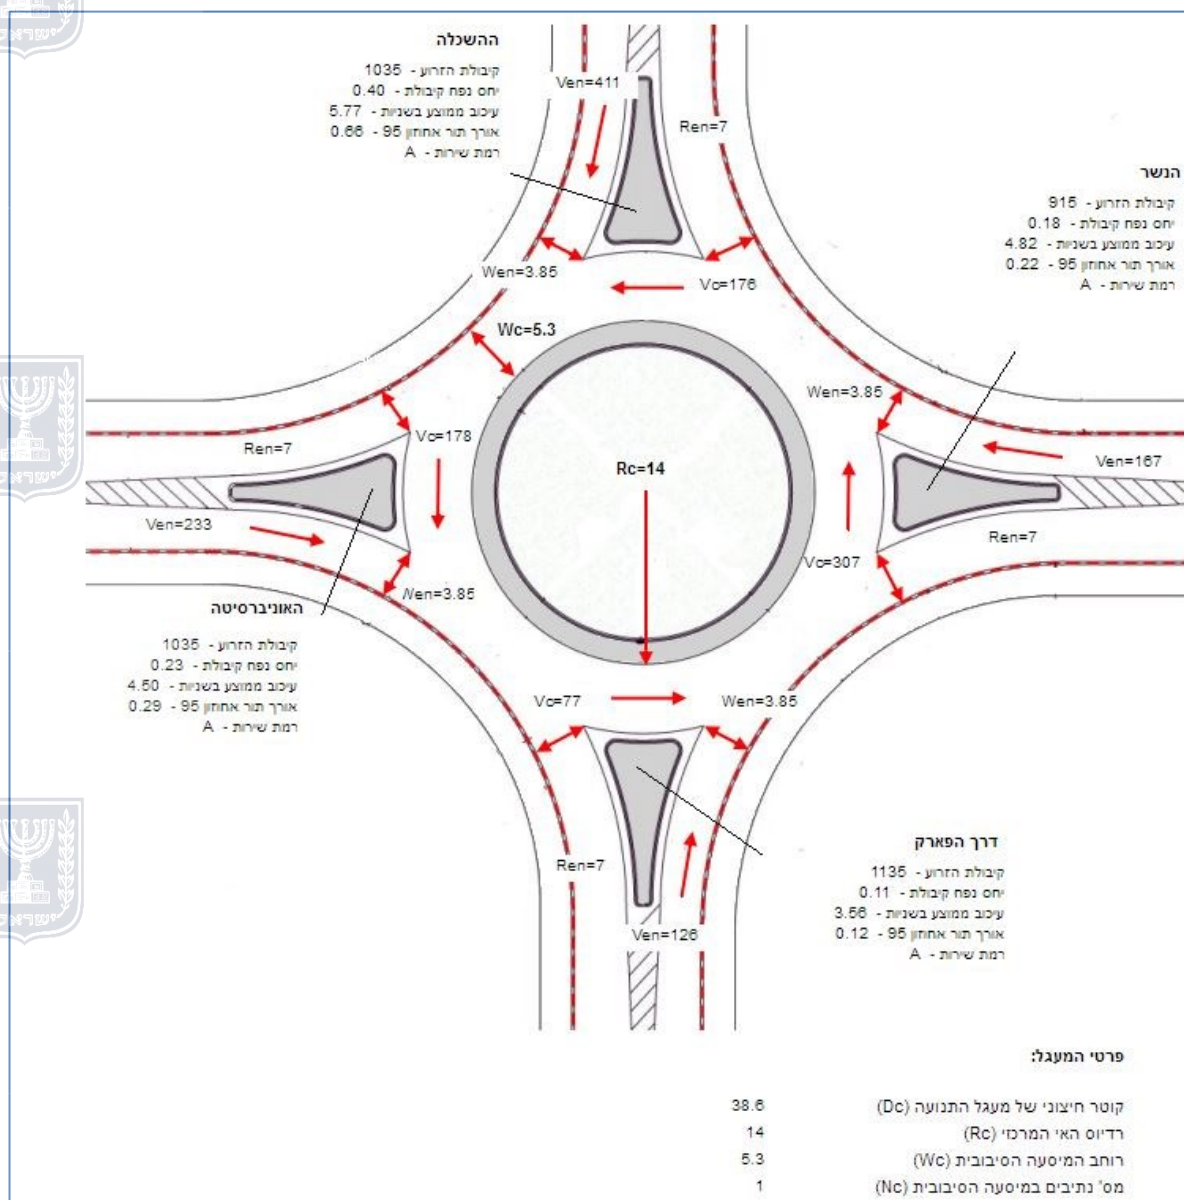 ההשכלה
קיבולת הזרוע - 1035
יחס נפח קיבולת - 0.40
עיכוב ממוצע בשניות - 5.77
אורך תור אחוזון 95 - 0.66
רמת שירות - A
Ven=411
Ren=7
הנשר
קיבולת הזרוע - 915
יחס נפח קיבולת - 0.18
עיכוב ממוצע בשניות - 4.82
אורך תור אחוזון 95 - 0.22
רמת שירות - A
Wen=3.85
Vc=176
Wc=5.3
Wen=3.85
Vc=178
Ren=7
Rc=14
Ven=167
Ven=233
Ren=7
Vc=307
Wen=3.85
האוניברסיטה
קיבולת הזרוע - 1035
יחס נפח קיבולת - 0.23
עיכוב ממוצע בשניות - 4.50
אורך תור אחוזון 95 - 0.29
רמת שירות - A
Vc=77
Wen=3.85
דרך הפארק
קיבולת הזרוע - 1135
יחס נפח קיבולת - 0.11
עיכוב ממוצע בשניות - 3.56
אורך תור אחוזון 95 - 0.12
רמת שירות - A
Ren=7
Ven=126
פרטי המעגל:
קוטר חיצוני של מעגל התנועה (Dc) 38.6
רדיוס האי המרכזי (Rc) 14
רוחב המיסעה הסיבובית (Wc) 5.3
מס' נתיבים במיסעה הסיבובית (Nc) 1